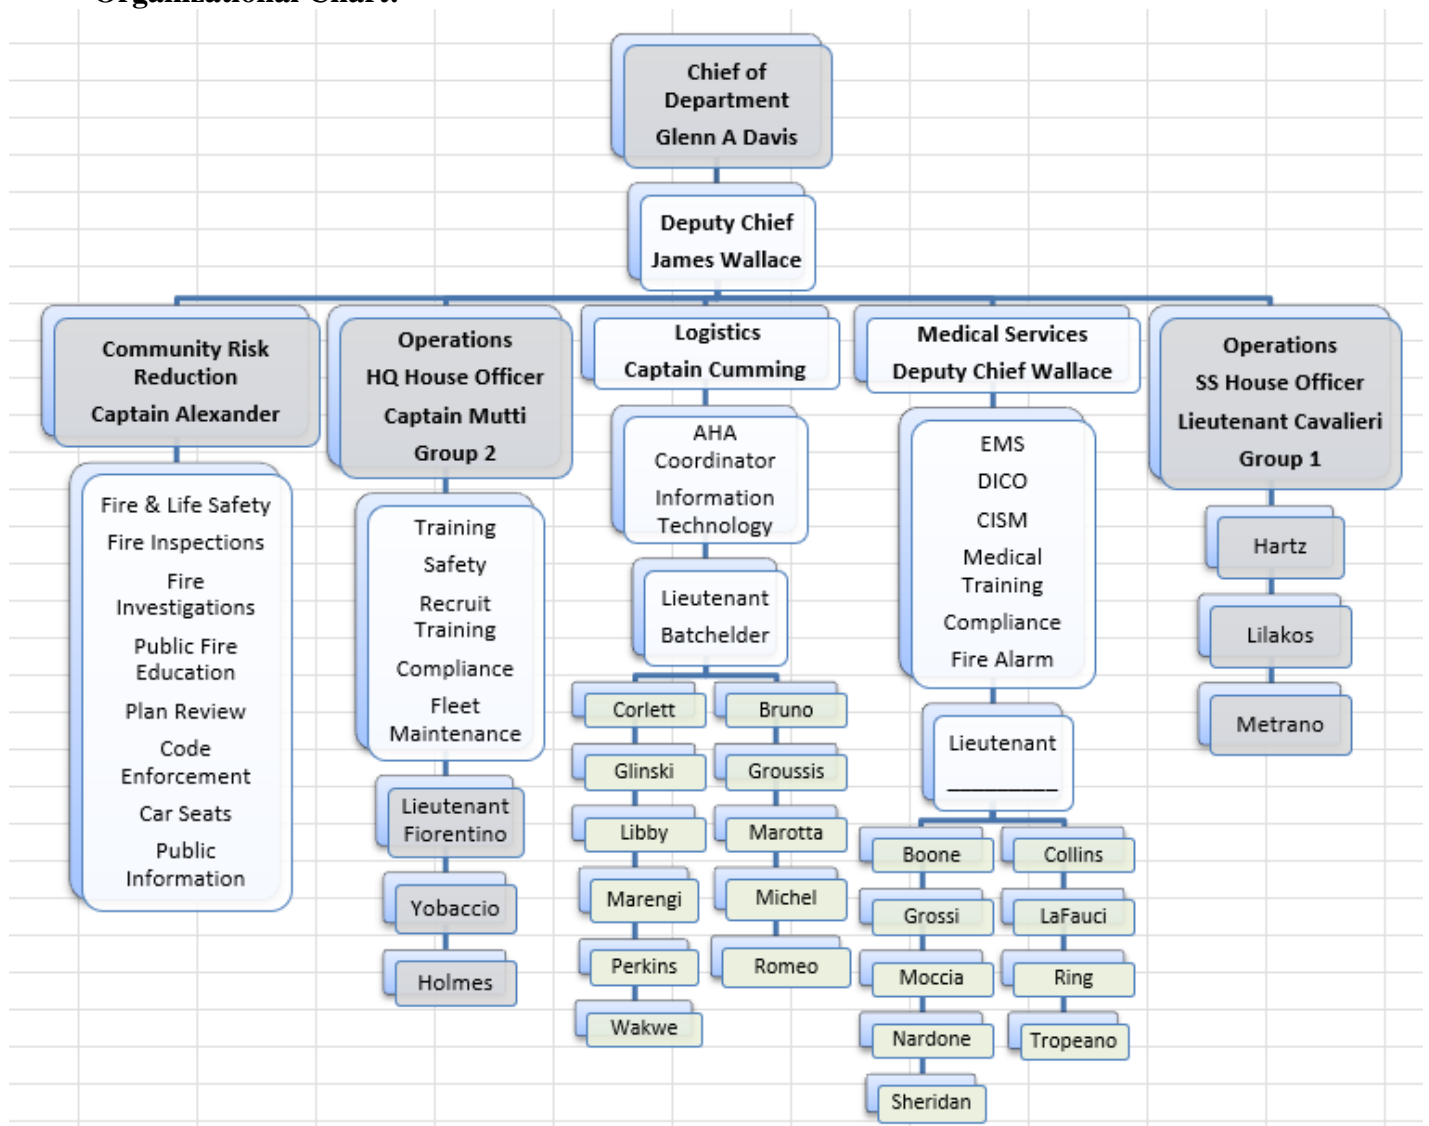 Organizational Chart:
Chief of
Department
Glenn A Davis
Deputy Chief
James Wallace
Community Risk
Reduction
Captain Alexander
Fire & Life Safety
Fire Inspections
Fire
Investigations
Public Fire
Education
Plan Review
Code
Enforcement
Car Seats
Public
Information
Operations
HQ House Officer
Captain Mutti
Group 2
Training
Safety
Recruit
Training
Compliance
Fleet
Maintenance
Lieutenant
Fiorentino
Yobaccio
Holmes
Logistics
Captain Cumming
AHA
Coordinator
Information
Technology
Lieutenant
Batchelder
Corlett
Glinski
Libby
Marengi
Perkins
Wakwe
Bruno
Groussis
Marotta
Michel
Romeo
Medical Services
Deputy Chief Wallace
EMS
DICO
CISM
Medical
Training
Compliance
Fire Alarm
Lieutenant
__________
Boone
Grossi
Moccia
Nardone
Sheridan
Collins
LaFauci
Ring
Tropeano
Operations
SS House Officer
Lieutenant Cavalieri
Group 1
Hartz
Lilakos
Metrano